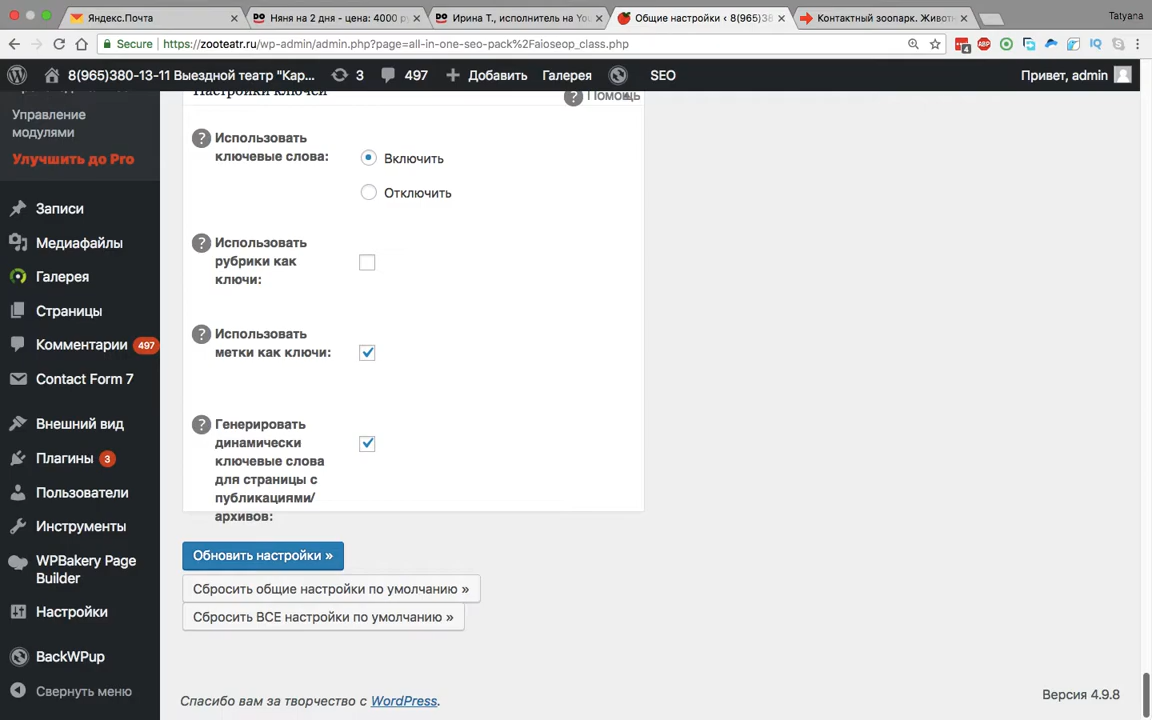 Яндекс.Почта
Няня на 2 дня - цена: 4000 р
Ирина Т., исполнитель на You
Общие настройки ‹ 8(965)38
Контактный зоопарк. Живот
Tatyana
Secure https://zooteatr.ru/wp-admin/admin.php?page=all-in-one-seo-pack%2Faioseop_class.php
4
ABP
IQ
8(965)380-13-11 Выездной театр "Кар...
3
497
Добавить
Галерея
SEO
Привет, admin
Управление
модулями
Улучшить до Pro
Записи
Медиафайлы
Галерея
Страницы
Комментарии 497
Contact Form 7
Внешний вид
Плагины 3
Пользователи
Инструменты
WPBakery Page
Builder
Настройки
BackWPup
Свернуть меню
Настройки ключей
? Помощь
? Использовать
ключевые слова:
Включить
Отключить
? Использовать
рубрики как
ключи:
? Использовать
метки как ключи:
? Генерировать
динамически
ключевые слова
для страницы с
публикациями/
архивов:
Обновить настройки »
Сбросить общие настройки по умолчанию »
Сбросить ВСЕ настройки по умолчанию »
Спасибо вам за творчество с WordPress.
Версия 4.9.8